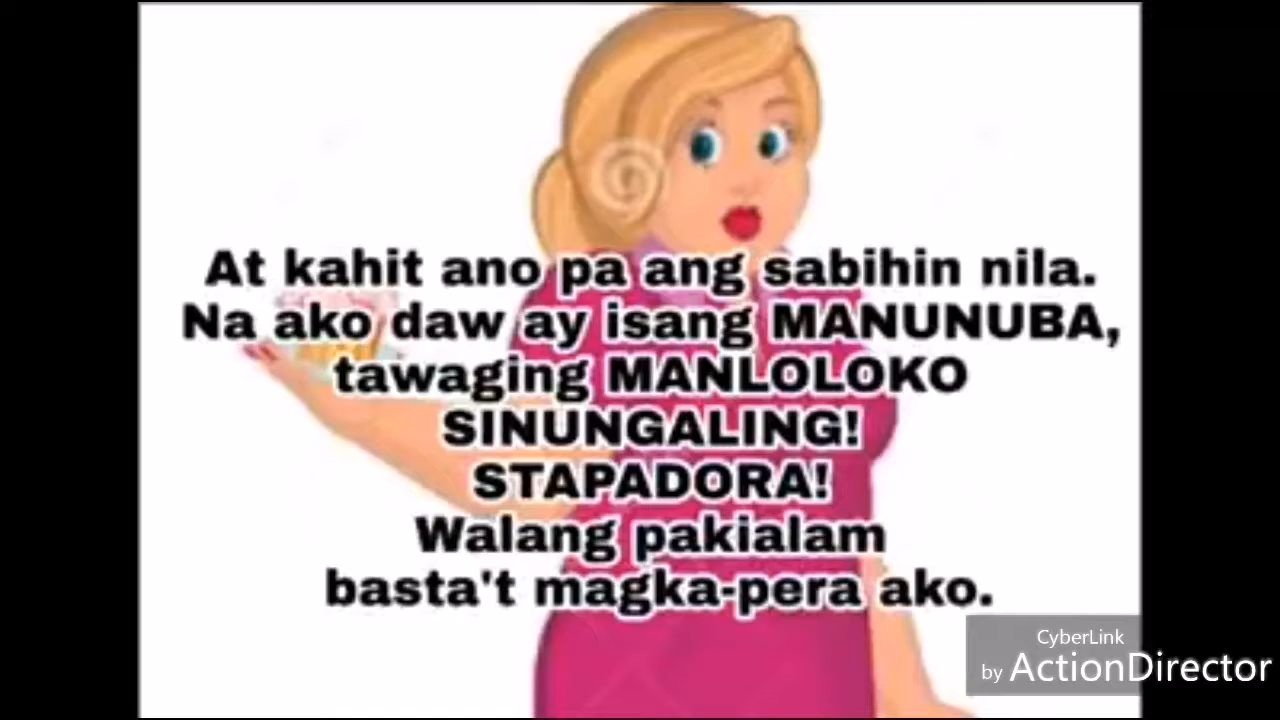 At kahit ano pa ang sabihin nila.
Na ako daw ay isang MANUNUBA,
tawaging MANLOLOKO
SINUNGALING!
STAPADORA!
Walang pakialam
basta't magka-pera ako.
CyberLink
by ActionDirector